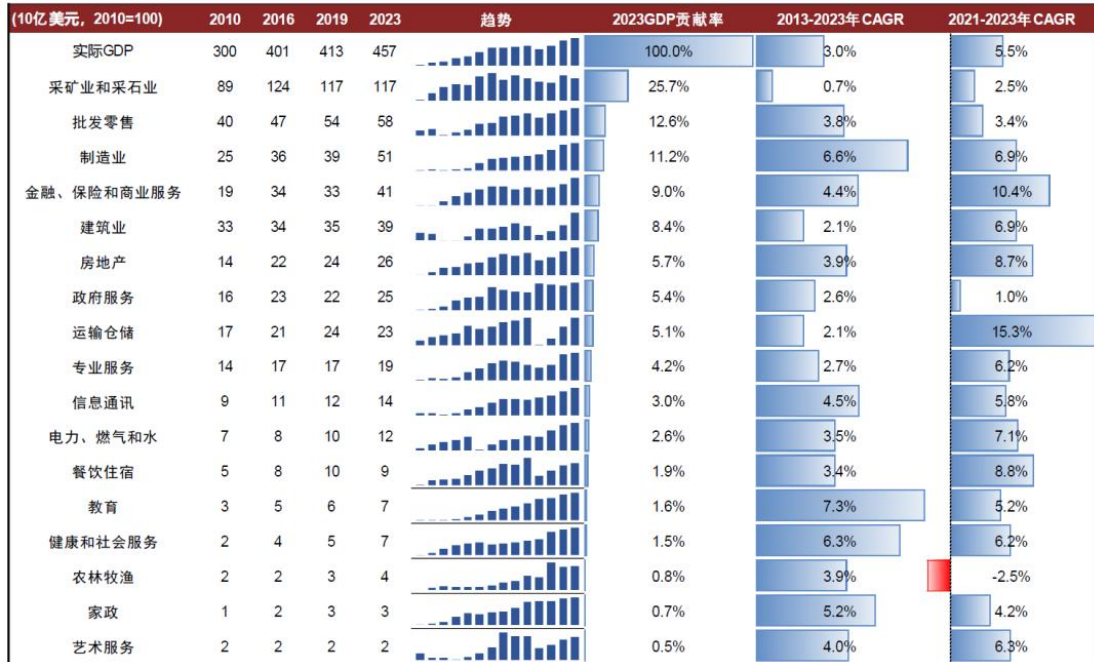 (10亿美元，2010=100) 2010 2016 2019 2023 趋势 2023GDP贡献率 2013-2023年CAGR 2021-2023年CAGR
实际GDP 300 401 413 457 100.0% 3.0% 5.5%
采矿业和采石业 89 124 117 117 25.7% 0.7% 2.5%
批发零售 40 47 54 58 12.6% 3.8% 3.4%
制造业 25 36 39 51 11.2% 6.6% 6.9%
金融、保险和商业服务 19 34 33 41 9.0% 4.4% 10.4%
建筑业 33 34 35 39 8.4% 2.1% 6.9%
房地产 14 22 24 26 5.7% 3.9% 8.7%
政府服务 16 23 22 25 5.4% 2.6% 1.0%
运输仓储 17 21 24 23 5.1% 2.1% 15.3%
专业服务 14 17 17 19 4.2% 2.7% 6.2%
信息通讯 9 11 12 14 3.0% 4.5% 5.8%
电力、燃气和水 7 8 10 12 2.6% 3.5% 7.1%
餐饮住宿 5 8 10 9 1.9% 3.4% 8.8%
教育 3 5 6 7 1.6% 7.3% 5.2%
健康和社会服务 2 4 5 7 1.5% 6.3% 6.2%
农林牧渔 2 2 3 4 0.8% 3.9% -2.5%
家政 1 2 3 3 0.7% 5.2% 4.2%
艺术服务 2 2 2 2 0.5% 4.0% 6.3%